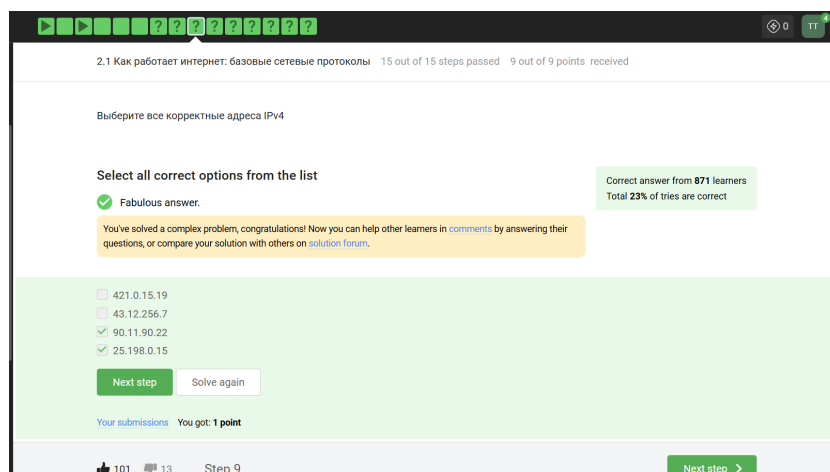 ? ? ? ? ? ? ? ? ?
0
TT
4
2.1 Как работает интернет: базовые сетевые протоколы 15 out of 15 steps passed 9 out of 9 points received
Выберите все корректные адреса IPv4
Select all correct options from the list
Fabulous answer.
Correct answer from 871 learners
Total 23% of tries are correct
You've solved a complex problem, congratulations! Now you can help other learners in comments by answering their
questions, or compare your solution with others on solution forum.
421.0.15.19
43.12.256.7
90.11.90.22
25.198.0.15
Next step Solve again
Your submissions You got: 1 point
101 13 Step 9 Next step